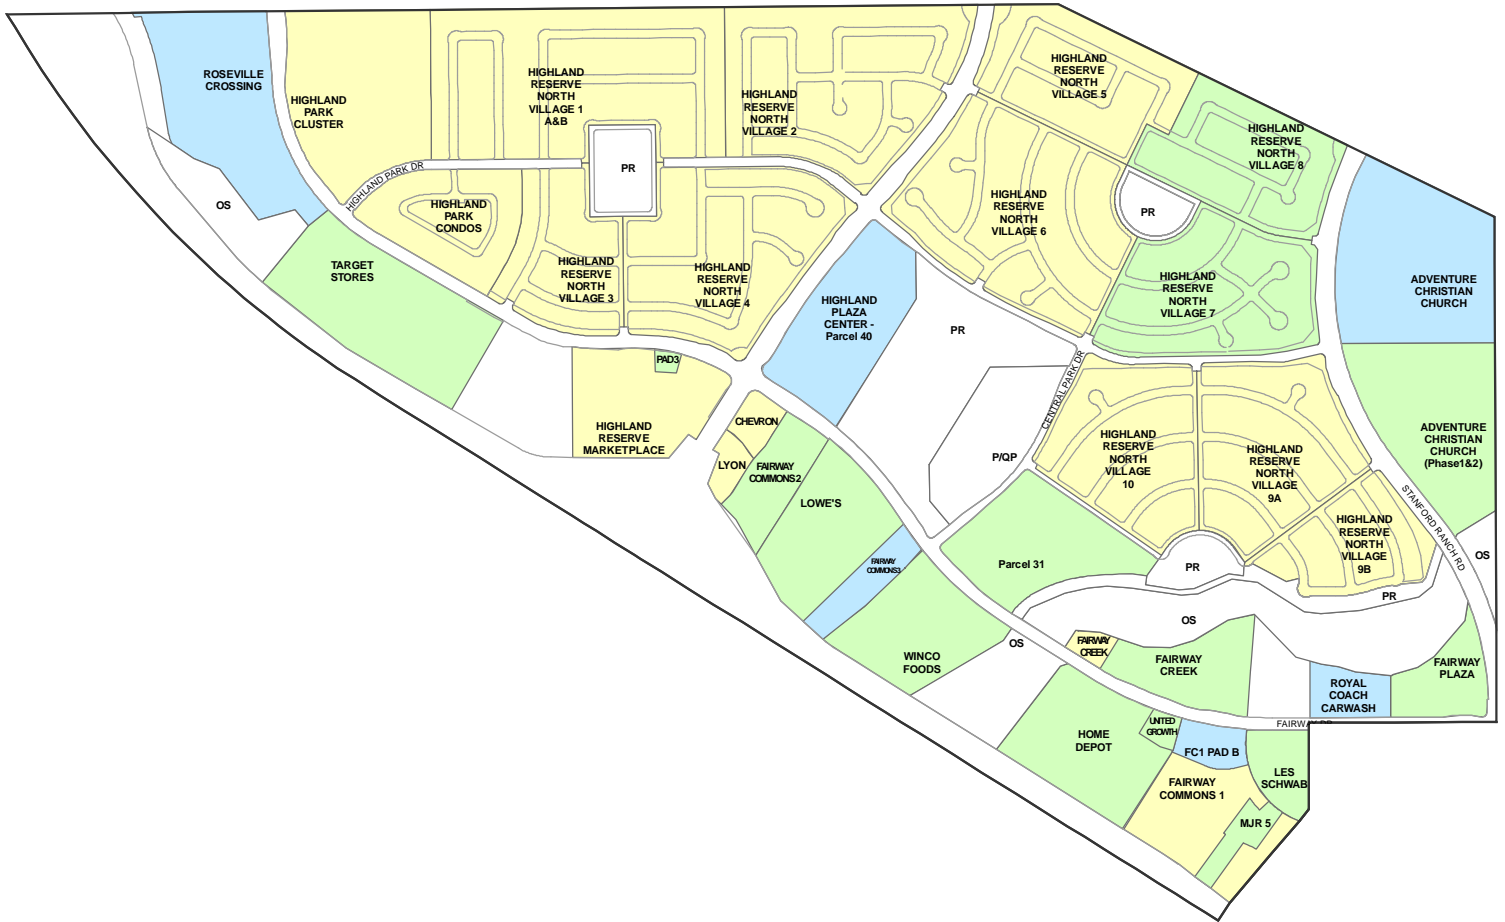 ROSEVILLE
CROSSING
HIGHLAND
PARK
CLUSTER
HIGHLAND
RESERVE
NORTH
VILLAGE 1
A&B
HIGHLAND
RESERVE
NORTH
VILLAGE 2
HIGHLAND
RESERVE
NORTH
VILLAGE 5
HIGHLAND
RESERVE
NORTH
VILLAGE 8
OS
HIGHLAND PARK DR
PR
HIGHLAND
PARK
CONDOS
HIGHLAND
RESERVE
NORTH
VILLAGE 6
PR
TARGET
STORES
HIGHLAND
RESERVE
NORTH
VILLAGE 3
HIGHLAND
RESERVE
NORTH
VILLAGE 4
HIGHLAND
PLAZA
CENTER -
Parcel 40
PR
HIGHLAND
RESERVE
NORTH
VILLAGE 7
ADVENTURE
CHRISTIAN
CHURCH
PAD3
CENTRAL PARK DR
HIGHLAND
RESERVE
MARKETPLACE
CHEVRON
LYON
FAIRWAY
COMMONS2
LOWE'S
P/QP
HIGHLAND
RESERVE
NORTH
VILLAGE
10
HIGHLAND
RESERVE
NORTH
VILLAGE
9A
ADVENTURE
CHRISTIAN
CHURCH
(Phase1&2)
STANFORD RANCH RD
HIGHLAND
RESERVE
NORTH
VILLAGE
9B
OS
FAIRWAY
COMMONS3
Parcel 31
PR
PR
OS
WINCO
FOODS
OS
FAIRWAY
CREEK
FAIRWAY
CREEK
ROYAL
COACH
CARWASH
FAIRWAY
PLAZA
FAIRWAY DR
HOME
DEPOT
UNITED
GROWTH
FC1 PAD B
LES
SCHWAB
FAIRWAY
COMMONS 1
MJR 5